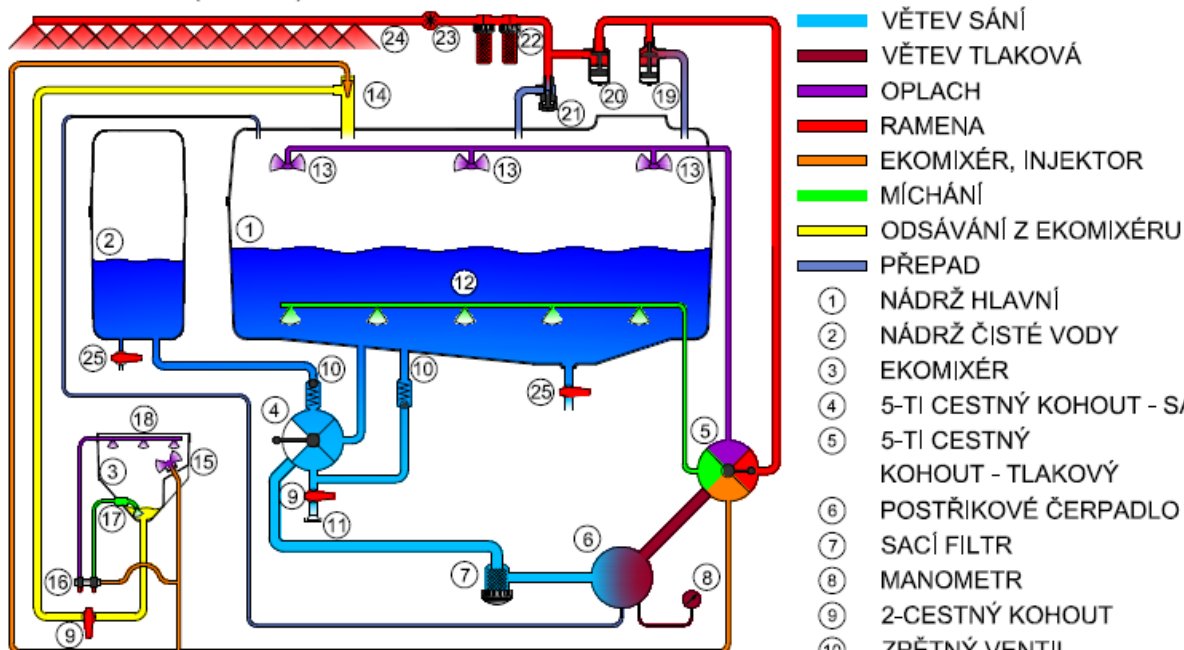 VĚTEV SÁNÍ
VĚTEV TLAKOVÁ
OPLACH
RAMENA
EKOMIXÉR, INJEKTOR
MÍCHÁNÍ
ODSÁVÁNÍ Z EKOMIXÉRU
PŘEPAD
1 NÁDRŽ HLAVNÍ
2 NÁDRŽ ČISTÉ VODY
3 EKOMIXÉR
4 5-TI CESTNÝ KOHOUT - SA
5 5-TI CESTNÝ
KOHOUT - TLAKOVÝ
6 POSTŘIKOVÉ ČERPADLO
7 SACÍ FILTR
8 MANOMETR
9 2-CESTNÝ KOHOUT
10 ZPĚTNÝ VENTIL
24
23
22
14
21
20
19
13
13
13
1
2
12
25
10
10
4
25
5
18
3
15
17
9
11
6
7
8
16
9